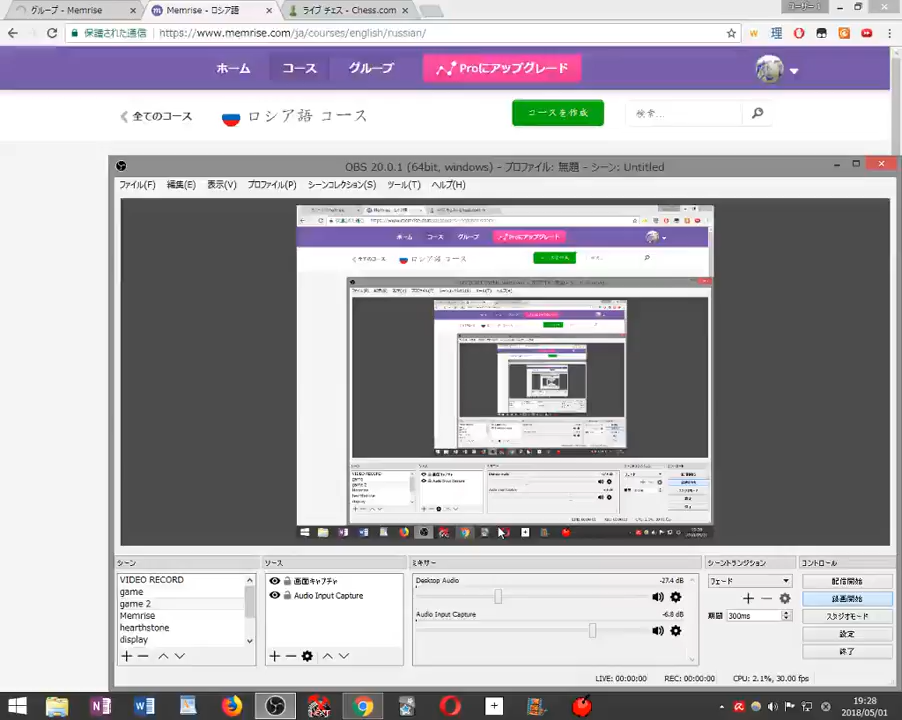 グループ - Memrise
Memrise - ロシア語
ライブ チェス - Chess.com
保護された通信
https://www.memrise.com/ja/courses/english/russian/
ホーム
コース
グループ
Proにアップグレード
全てのコース
ロシア語 コース
コースを作成
検索...
OBS 20.0.1 (64bit, windows) - プロファイル: 無題 - シーン: Untitled
ファイル(F)
編集(E)
表示(V)
プロファイル(P)
シーンコレクション(S)
ツール(T)
ヘルプ(H)
シーン
VIDEO RECORD
game
game 2
Memrise
hearthstone
display
ソース
画面キャプチャ
Audio Input Capture
ミキサー
Desktop Audio
-27.4 dB
Audio Input Capture
-6.8 dB
シーントランジション
フェード
期間 300ms
コントロール
配信開始
録画開始
スタジオモード
設定
終了
LIVE: 00:00:00
REC: 00:00:00
CPU: 2.1%, 30.00 fps
19:28
2018/05/01